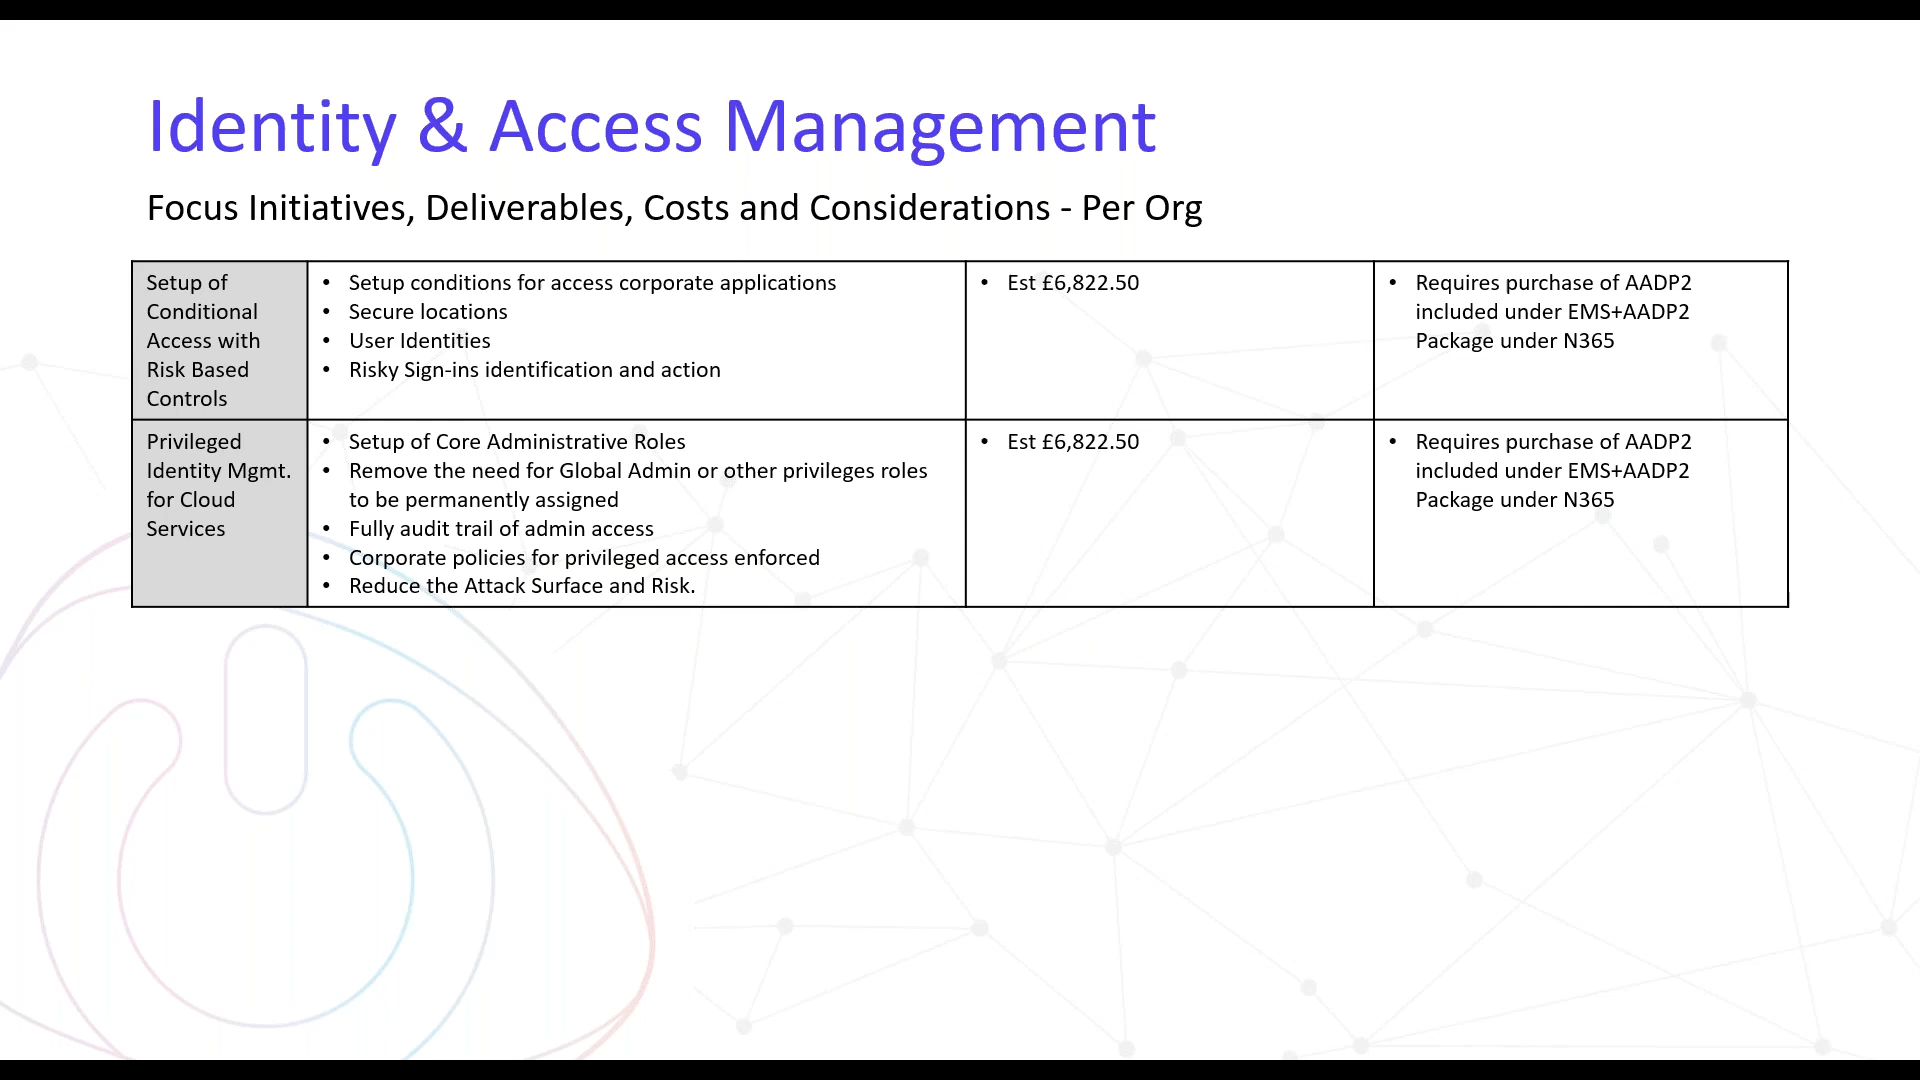 Identity & Access Management
Focus Initiatives, Deliverables, Costs and Considerations - Per Org
Setup of
Conditional
Access with
Risk Based
Controls
• Setup conditions for access corporate applications
• Secure locations
• User Identities
• Risky Sign-ins identification and action
• Est £6,822.50
• Requires purchase of AADP2
included under EMS+AADP2
Package under N365
Privileged
Identity Mgmt.
for Cloud
Services
• Setup of Core Administrative Roles
• Remove the need for Global Admin or other privileges roles
to be permanently assigned
• Fully audit trail of admin access
• Corporate policies for privileged access enforced
• Reduce the Attack Surface and Risk.
• Est £6,822.50
• Requires purchase of AADP2
included under EMS+AADP2
Package under N365